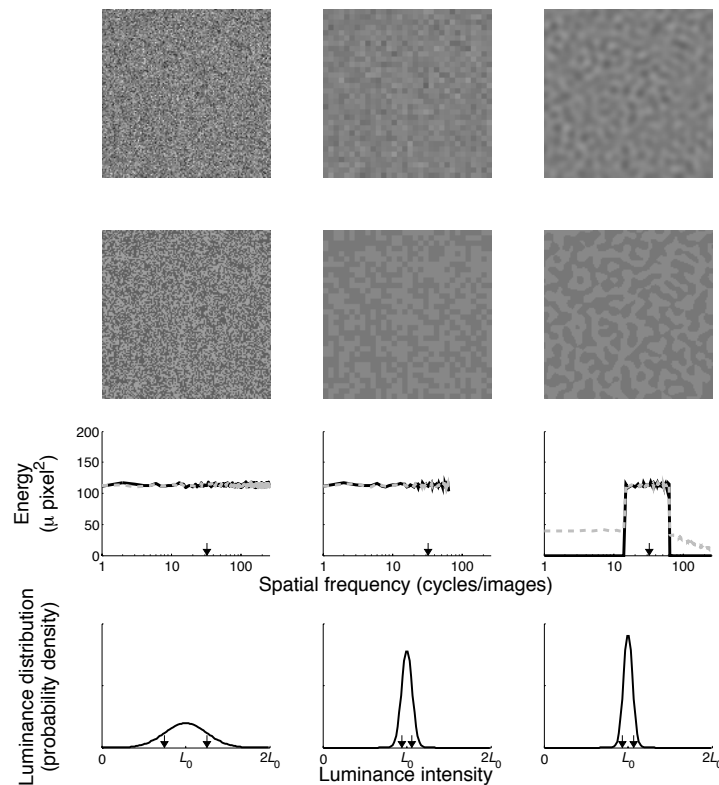 200
150
100
50
0
Energy
(μ pixel²)
1 10 100 1 10 100 1 10 100
Spatial frequency (cycles/images)
Luminance distribution
(probability density)
0 L₀ 2L₀ 0 L₀ 2L₀ 0 L₀ 2L₀
Luminance intensity